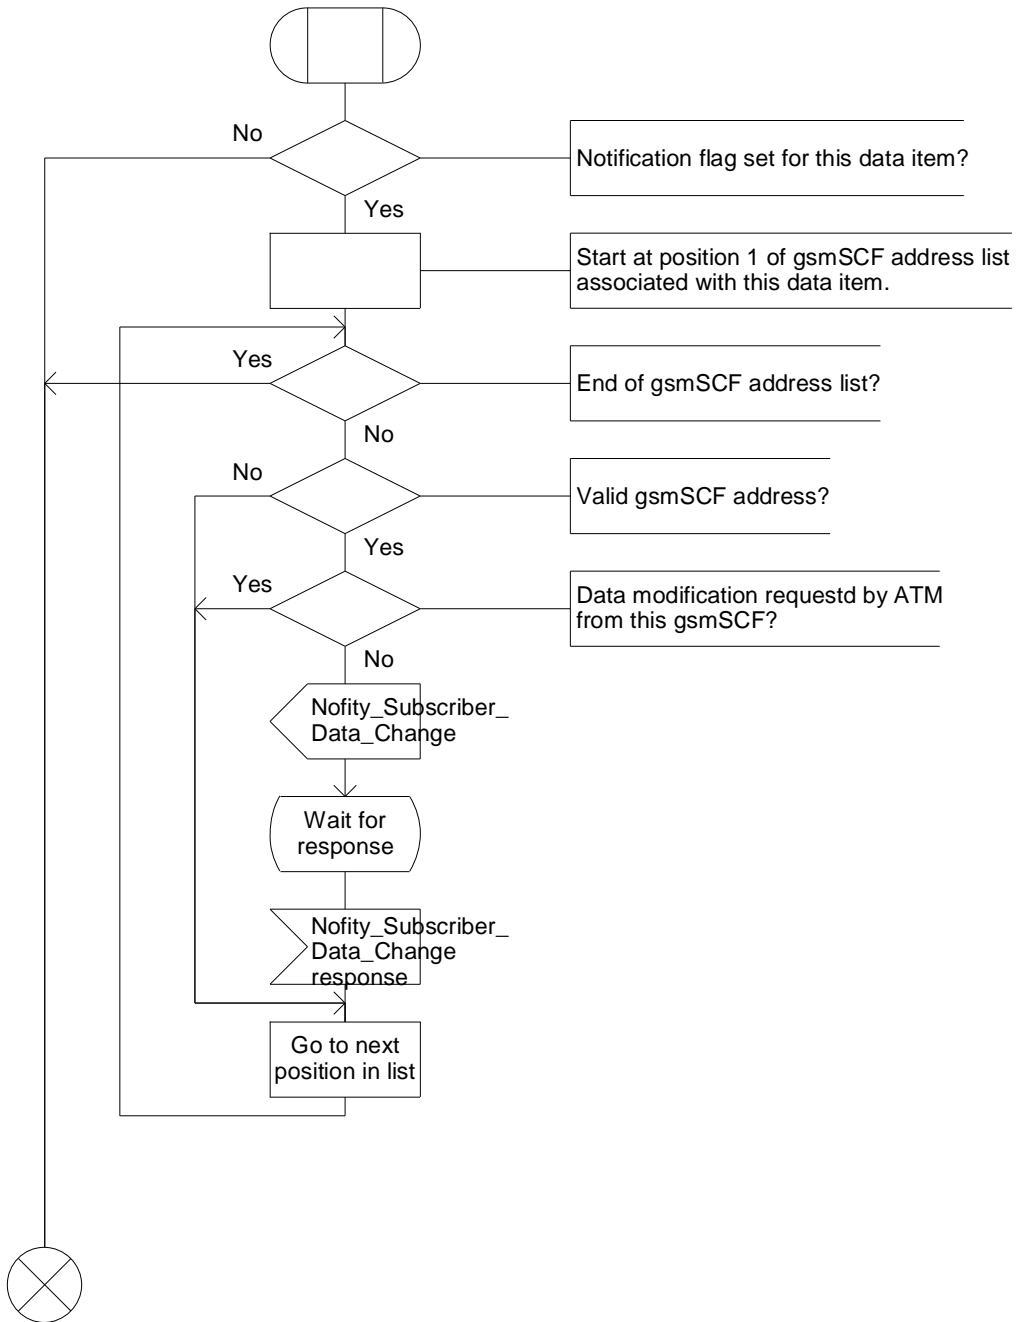 No
Notification flag set for this data item?
Yes
Start at position 1 of gsmSCF address list
associated with this data item.
Yes
End of gsmSCF address list?
No
No
Valid gsmSCF address?
Yes
Yes
Data modification requestd by ATM
from this gsmSCF?
No
Nofity_Subscriber_
Data_Change
Wait for
response
Nofity_Subscriber_
Data_Change
response
Go to next
position in list